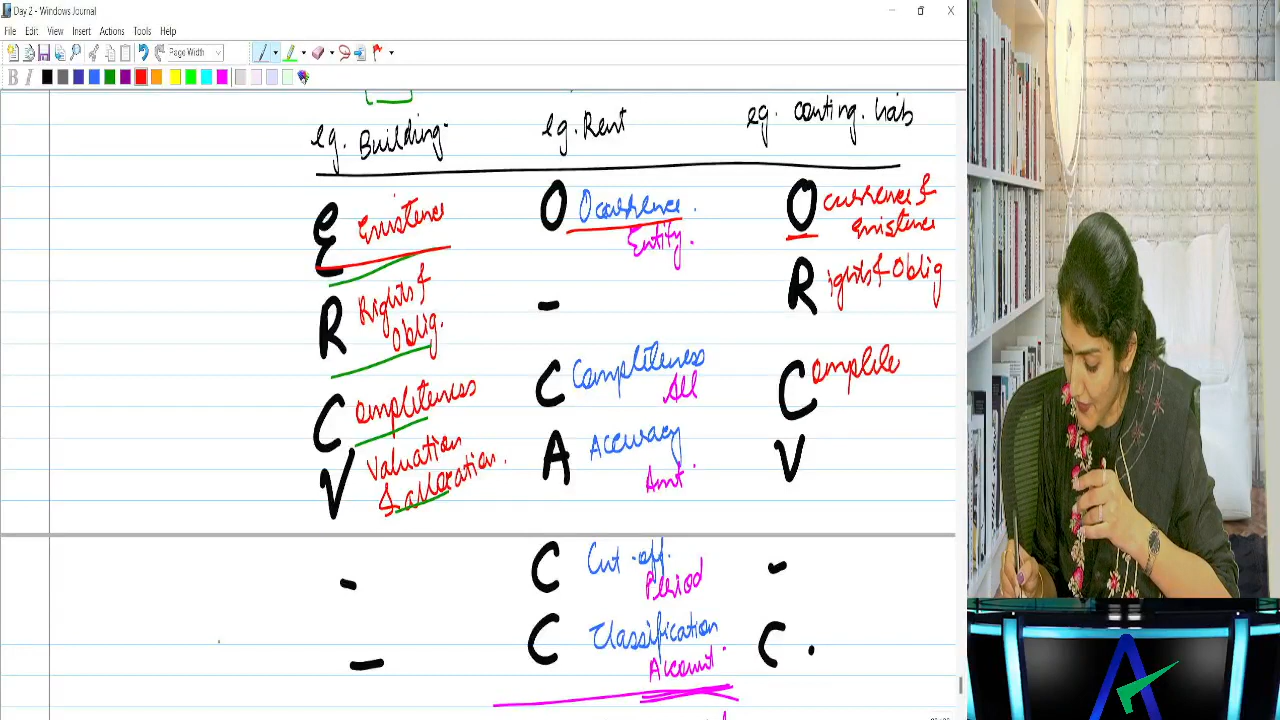 Day 2 - Windows Journal
File Edit View Insert Actions Tools Help
Page Width
B I
eg. Building
eg. Rent
eg. Conting. Liab
E Existence
O Occurrence.
Entity.
O ccurrence &
Existence
R Rights &
Oblig.
-
R ights & Oblig
C ompleteness
C Completeness
All
C omplete
V Valuation
& allocation.
A Accuracy
Amt
V
-
C Cut-off.
Period
-
-
C Classification
Account
C .